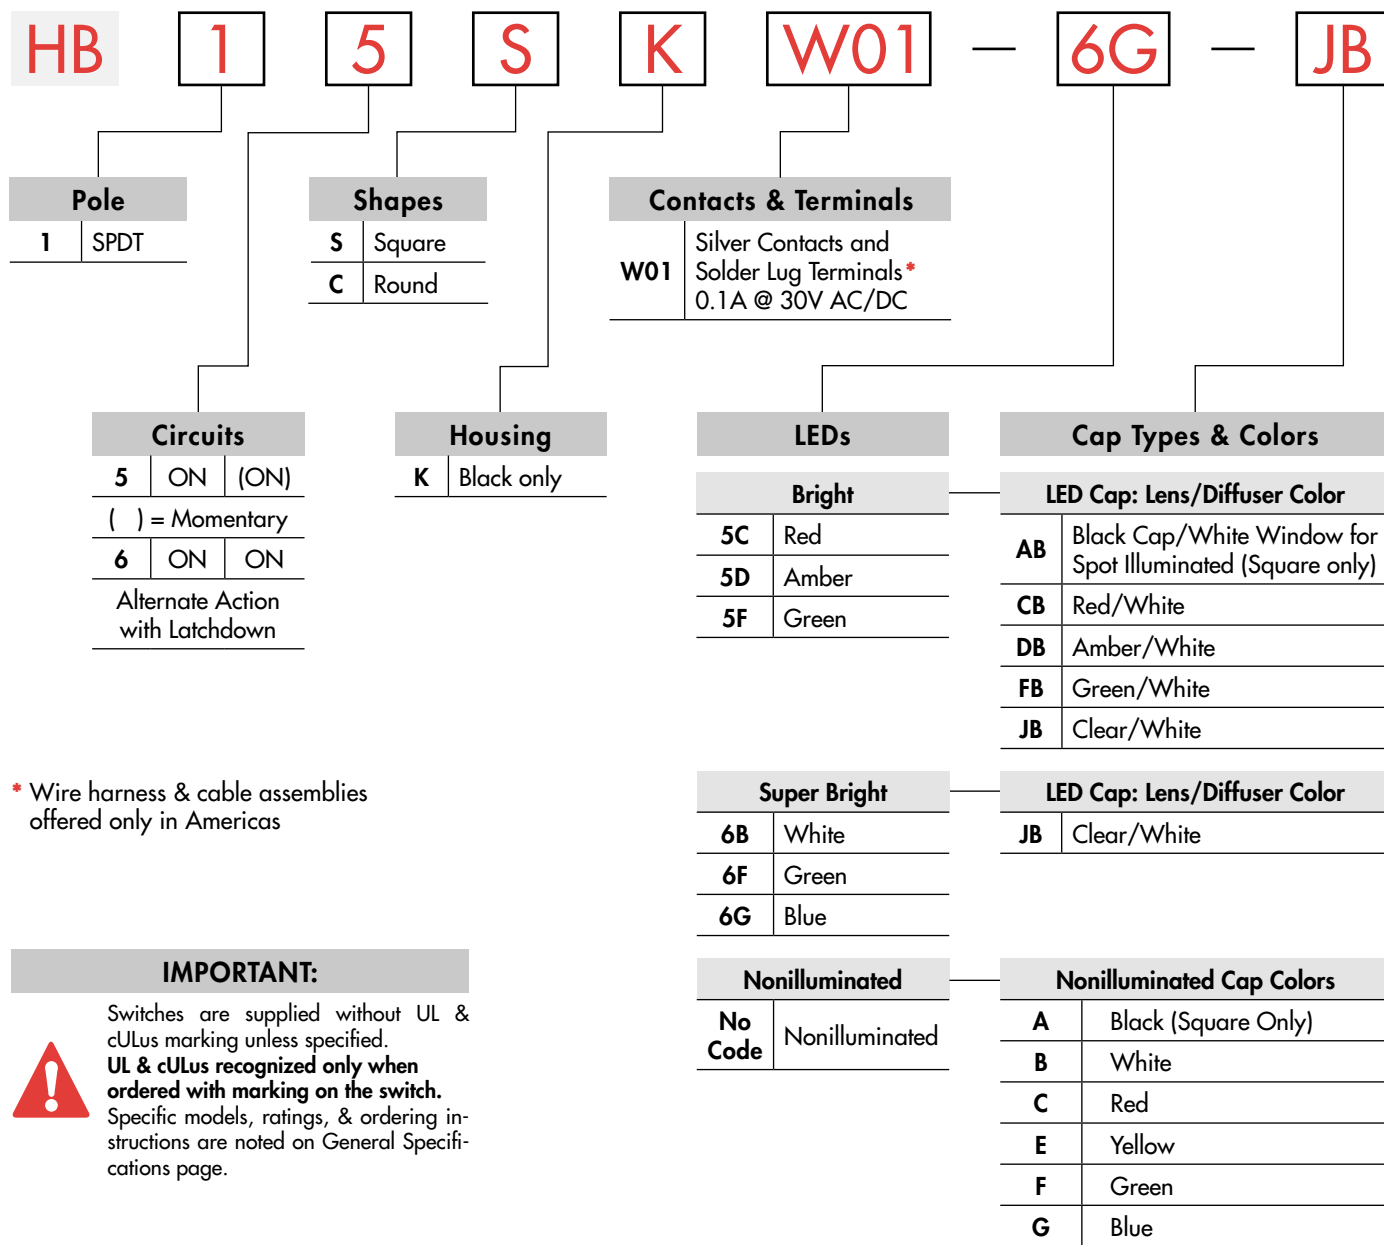 HB 1 5 S K W01 — 6G — JB
Pole
1 SPDT
Shapes
S Square
C Round
Contacts & Terminals
W01 Silver Contacts and
Solder Lug Terminals*
0.1A @ 30V AC/DC
Circuits
5 ON (ON)
( ) = Momentary
6 ON ON
Alternate Action
with Latchdown
Housing
K Black only
LEDs
Bright
5C Red
5D Amber
5F Green
Cap Types & Colors
LED Cap: Lens/Diffuser Color
AB Black Cap/White Window for
Spot Illuminated (Square only)
CB Red/White
DB Amber/White
FB Green/White
JB Clear/White
* Wire harness & cable assemblies
offered only in Americas
Super Bright
6B White
6F Green
6G Blue
LED Cap: Lens/Diffuser Color
JB Clear/White
IMPORTANT:
Switches are supplied without UL &
cULus marking unless specified.
UL & cULus recognized only when
ordered with marking on the switch.
Specific models, ratings, & ordering in-
structions are noted on General Specifi-
cations page.
Nonilluminated
No
Code Nonilluminated
Nonilluminated Cap Colors
A Black (Square Only)
B White
C Red
E Yellow
F Green
G Blue